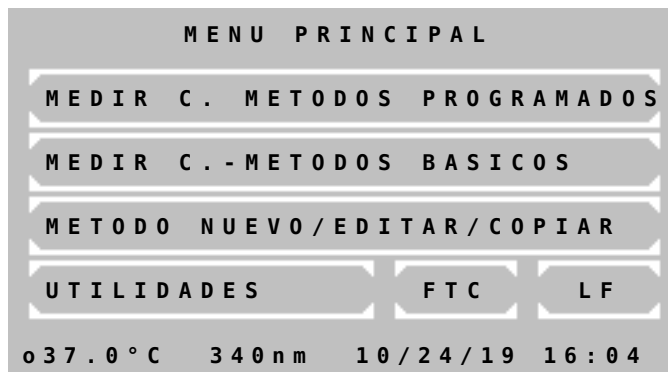 MENU PRINCIPAL
MEDIR C. METODOS PROGRAMADOS
MEDIR C.-METODOS BASICOS
METODO NUEVO/EDITAR/COPIAR
UTILIDADES FTC LF
o37.0°C 340nm 10/24/19 16:04